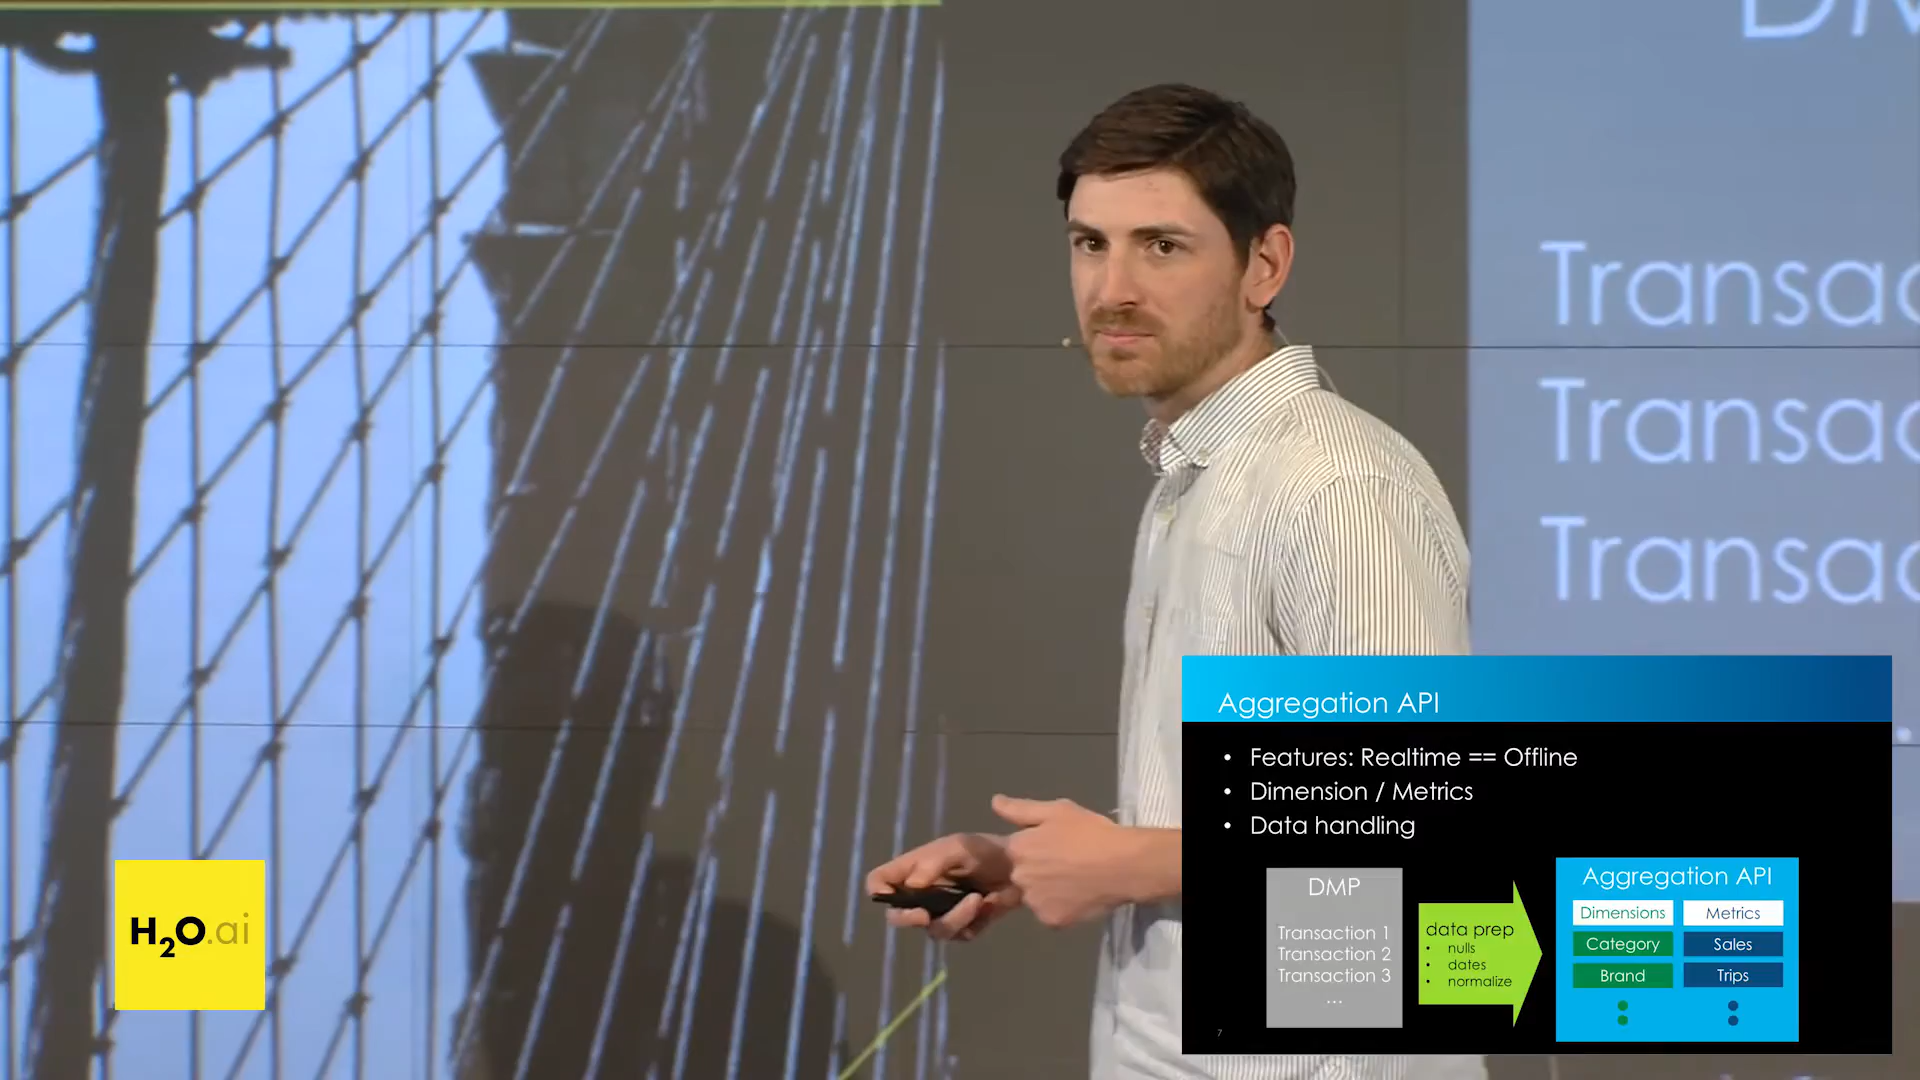 Transac
Transac
Transac
H2O.ai
Aggregation API
• Features: Realtime == Offline
• Dimension / Metrics
• Data handling
DMP
Transaction 1
Transaction 2
Transaction 3
...
data prep
• nulls
• dates
• normalize
Aggregation API
Dimensions Metrics
Category Sales
Brand Trips
7